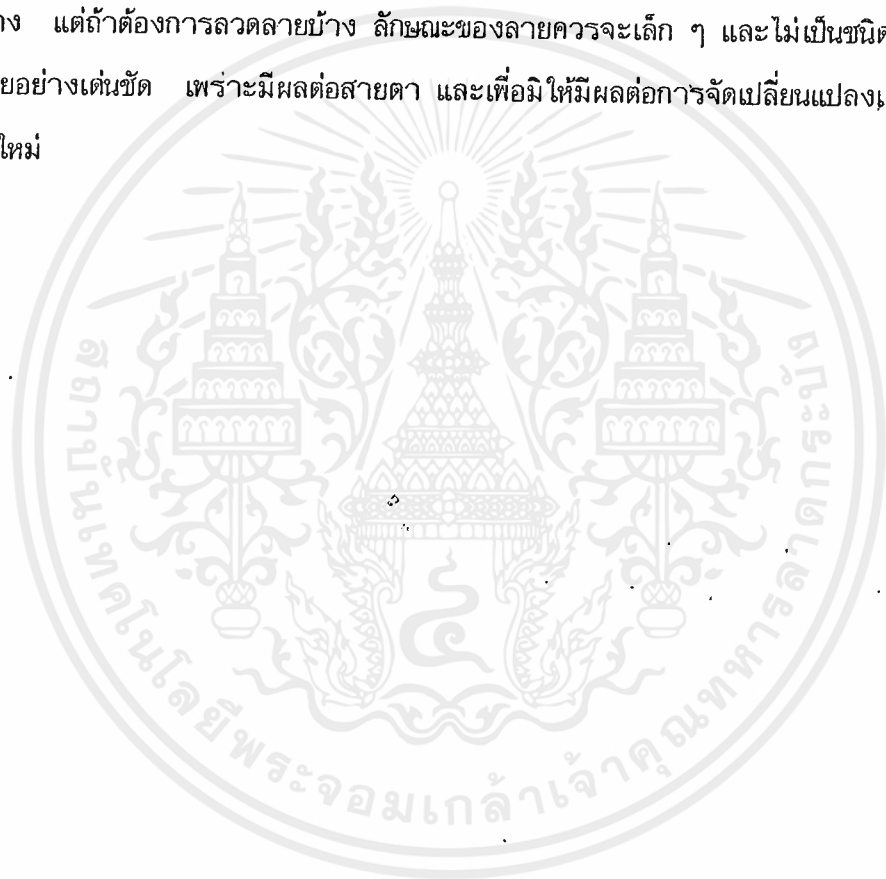 าง แต่ถ้าต้องการลวดลายบ้าง ลักษณะของลายควรจะเล็ก ๆ และไม่เป็นชนิด
ยอย่างเด่นชัด เพราะมีผลต่อสายตา และเพื่อมิให้มีผลต่อการจัดเปลี่ยนแปลงเ
ใหม่
สถาบันเทคโนโลยีพระจอมเกล้าเจ้าคุณทหารลาดกระบัง
๔